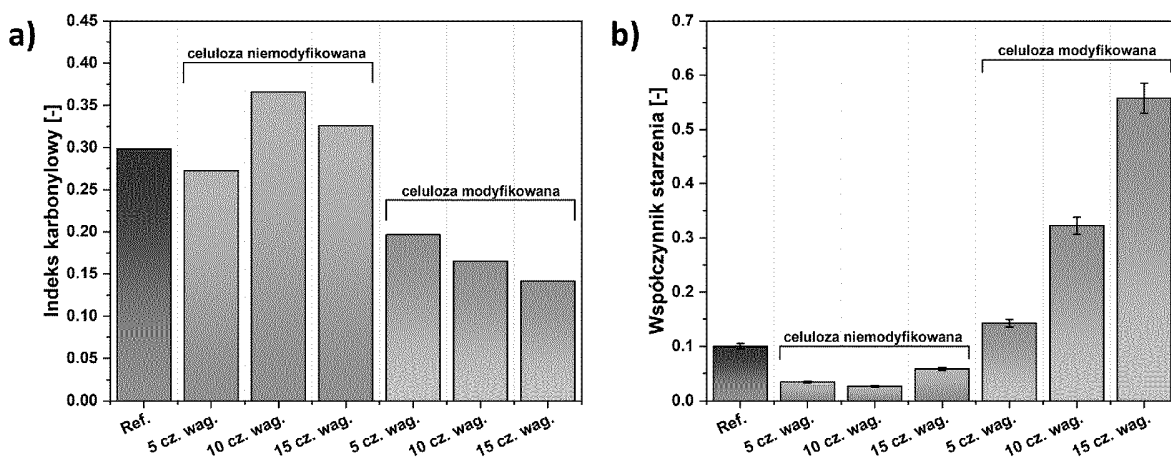 a)
Indeks karbonylowy [-]
0.45
0.40
0.35
0.30
0.25
0.20
0.15
0.10
0.05
0.00
celuloza niemodyfikowana
celuloza modyfikowana
Ref.
5 cz. wag.
10 cz. wag.
15 cz. wag.
5 cz. wag.
10 cz. wag.
15 cz. wag.
b)
Współczynnik starzenia [-]
0.7
0.6
0.5
0.4
0.3
0.2
0.1
0.0
celuloza modyfikowana
celuloza niemodyfikowana
Ref.
5 cz. wag.
10 cz. wag.
15 cz. wag.
5 cz. wag.
10 cz. wag.
15 cz. wag.